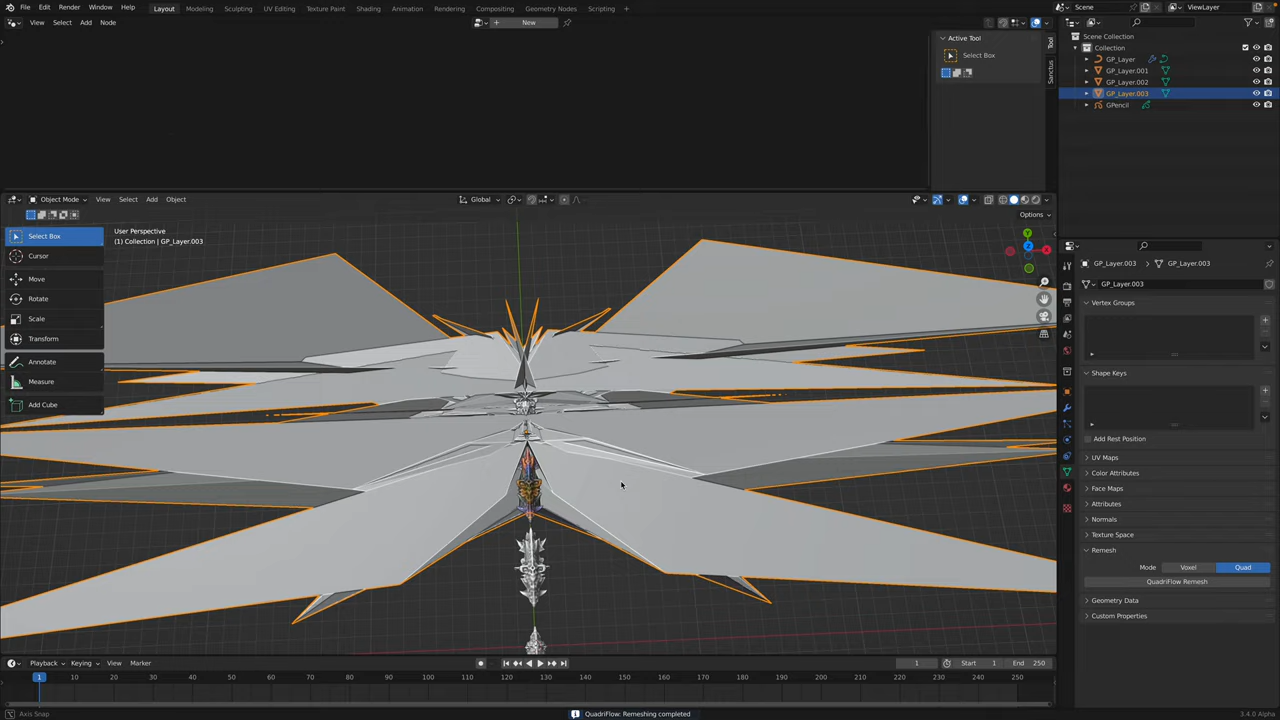 File Edit Render Window Help
Layout Modeling Sculpting UV Editing Texture Paint Shading Animation Rendering Compositing Geometry Nodes Scripting +
Scene
ViewLayer
View Select Add Node
New
Active Tool
Select Box
Tool
Sanctus
Scene Collection
Collection
GP_Layer
GP_Layer.001
GP_Layer.002
GP_Layer.003
GPencil
Object Mode View Select Add Object
Global
Options
User Perspective
(1) Collection | GP_Layer.003
Select Box
Cursor
Move
Rotate
Scale
Transform
Annotate
Measure
Add Cube
Y
Z
X
GP_Layer.003 > GP_Layer.003
GP_Layer.003
Vertex Groups
Shape Keys
Add Rest Position
UV Maps
Color Attributes
Face Maps
Attributes
Normals
Texture Space
Remesh
Mode Voxel Quad
QuadriFlow Remesh
Geometry Data
Custom Properties
Playback Keying View Marker
1
Start 1 End 250
1 10 20 30 40 50 60 70 80 90 100 110 120 130 140 150 160 170 180 190 200 210 220 230 240 250
Axis Snap
QuadriFlow: Remeshing completed
3.4.0 Alpha